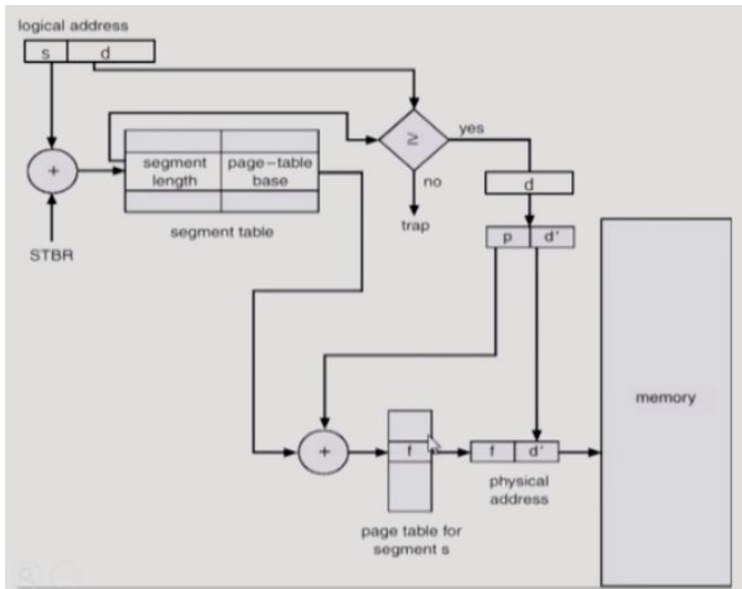 logical address
s d
≥
yes
segment length
page-table base
+
d
no
segment table
trap
p d'
STBR
memory
+
f
f d'
physical address
page table for segment s